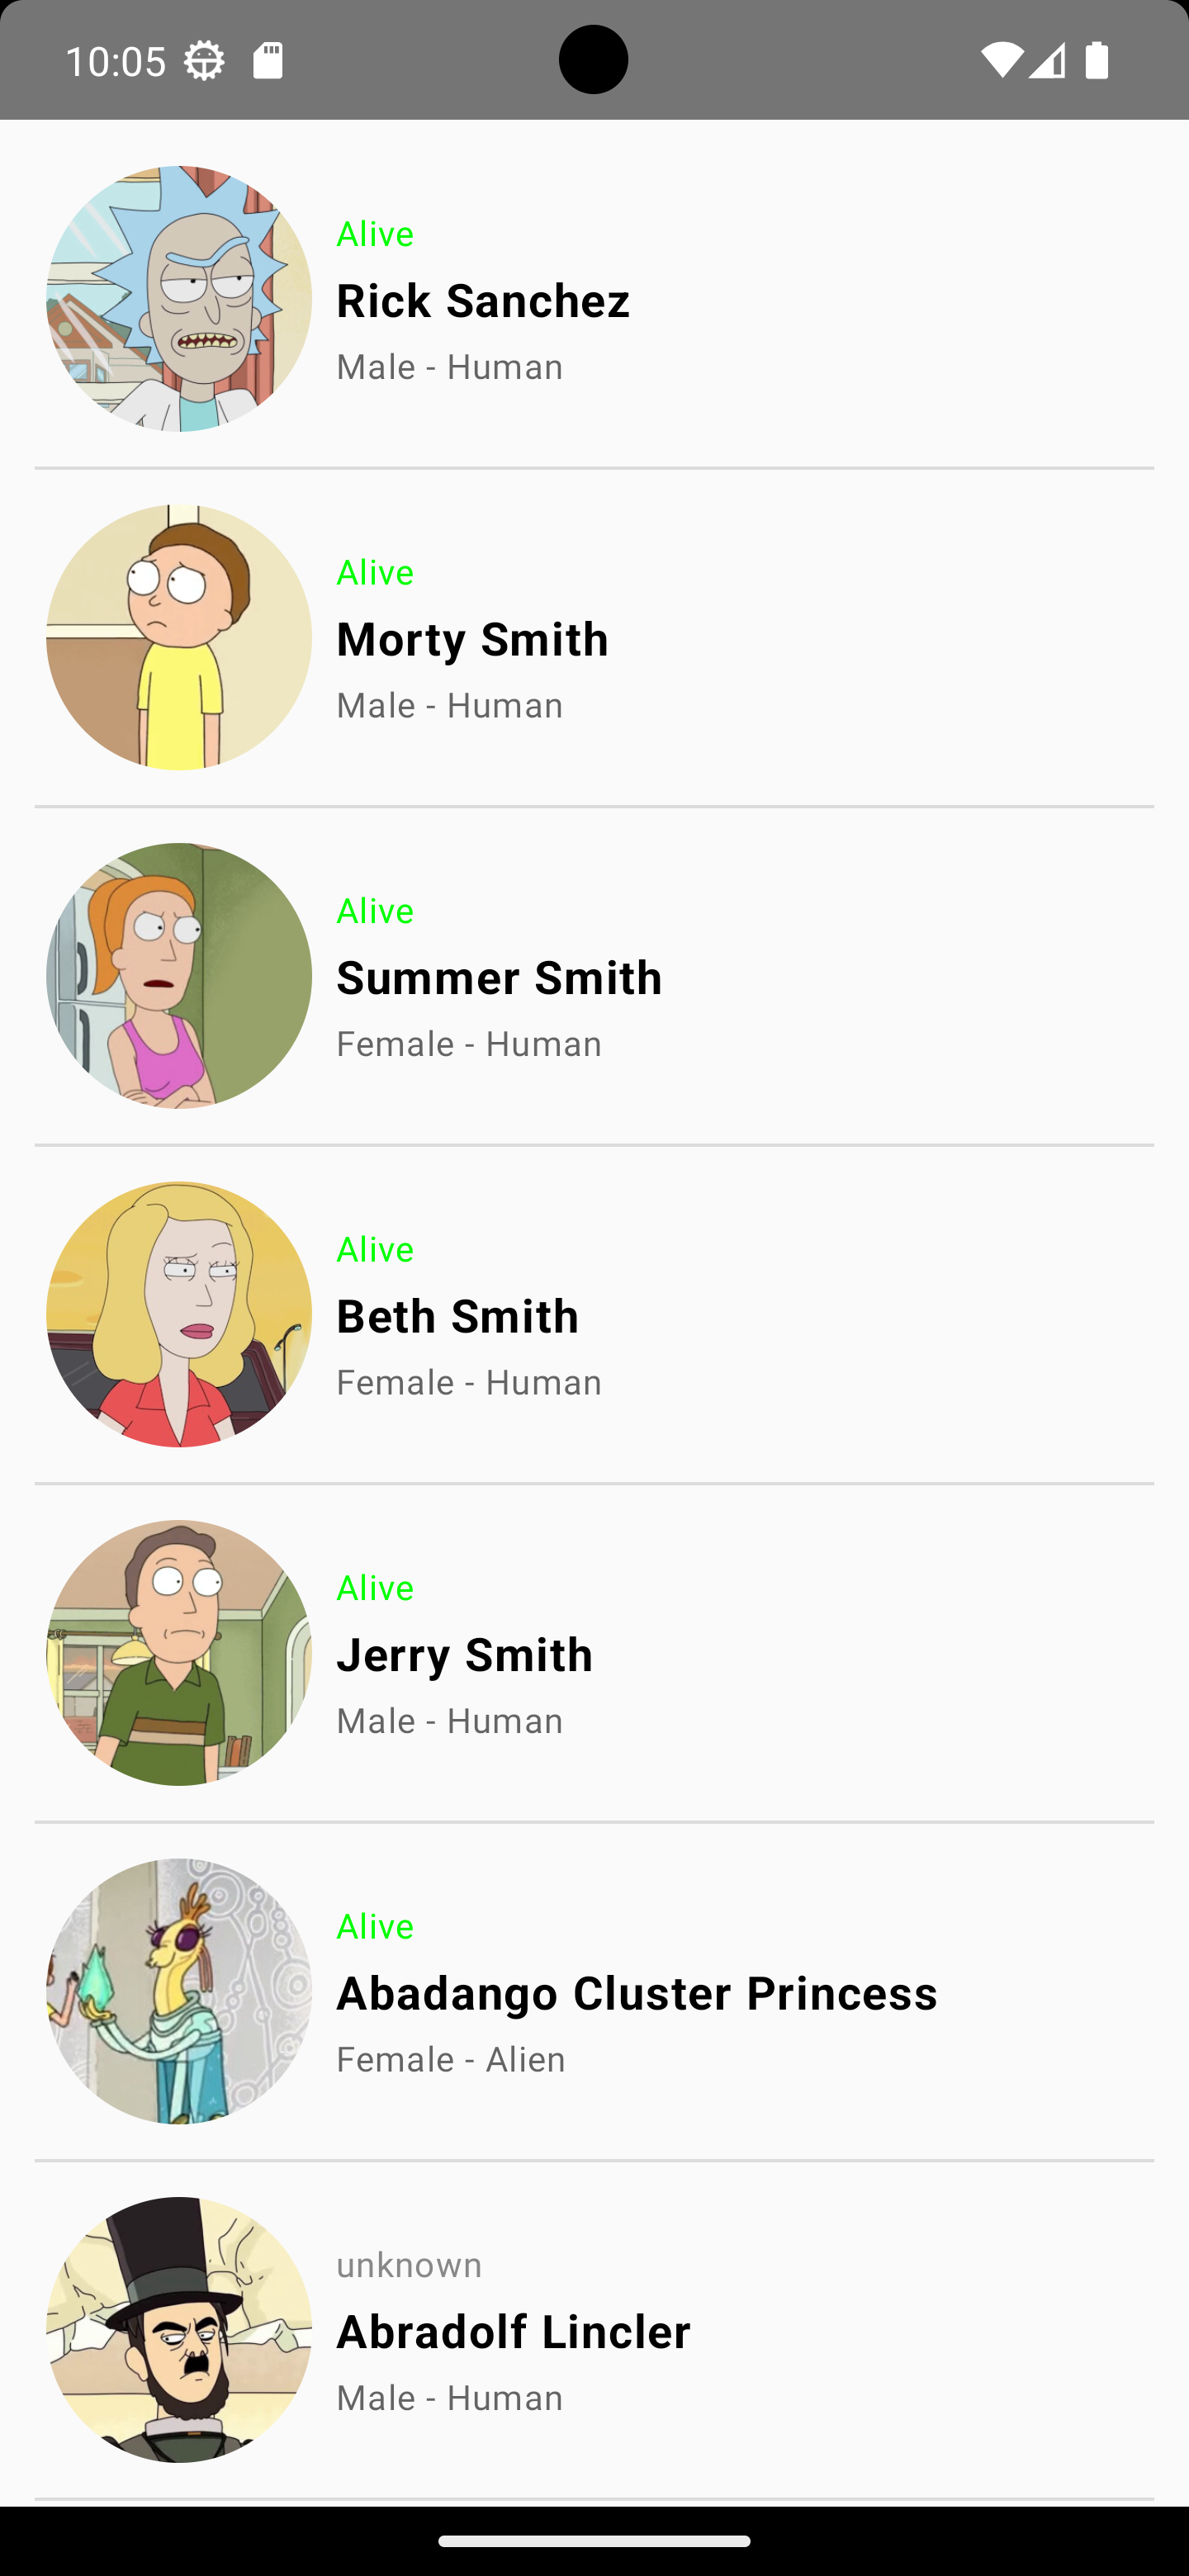 10:05
Alive
Rick Sanchez
Male - Human
Alive
Morty Smith
Male - Human
Alive
Summer Smith
Female - Human
Alive
Beth Smith
Female - Human
Alive
Jerry Smith
Male - Human
Alive
Abadango Cluster Princess
Female - Alien
unknown
Abradolf Lincler
Male - Human